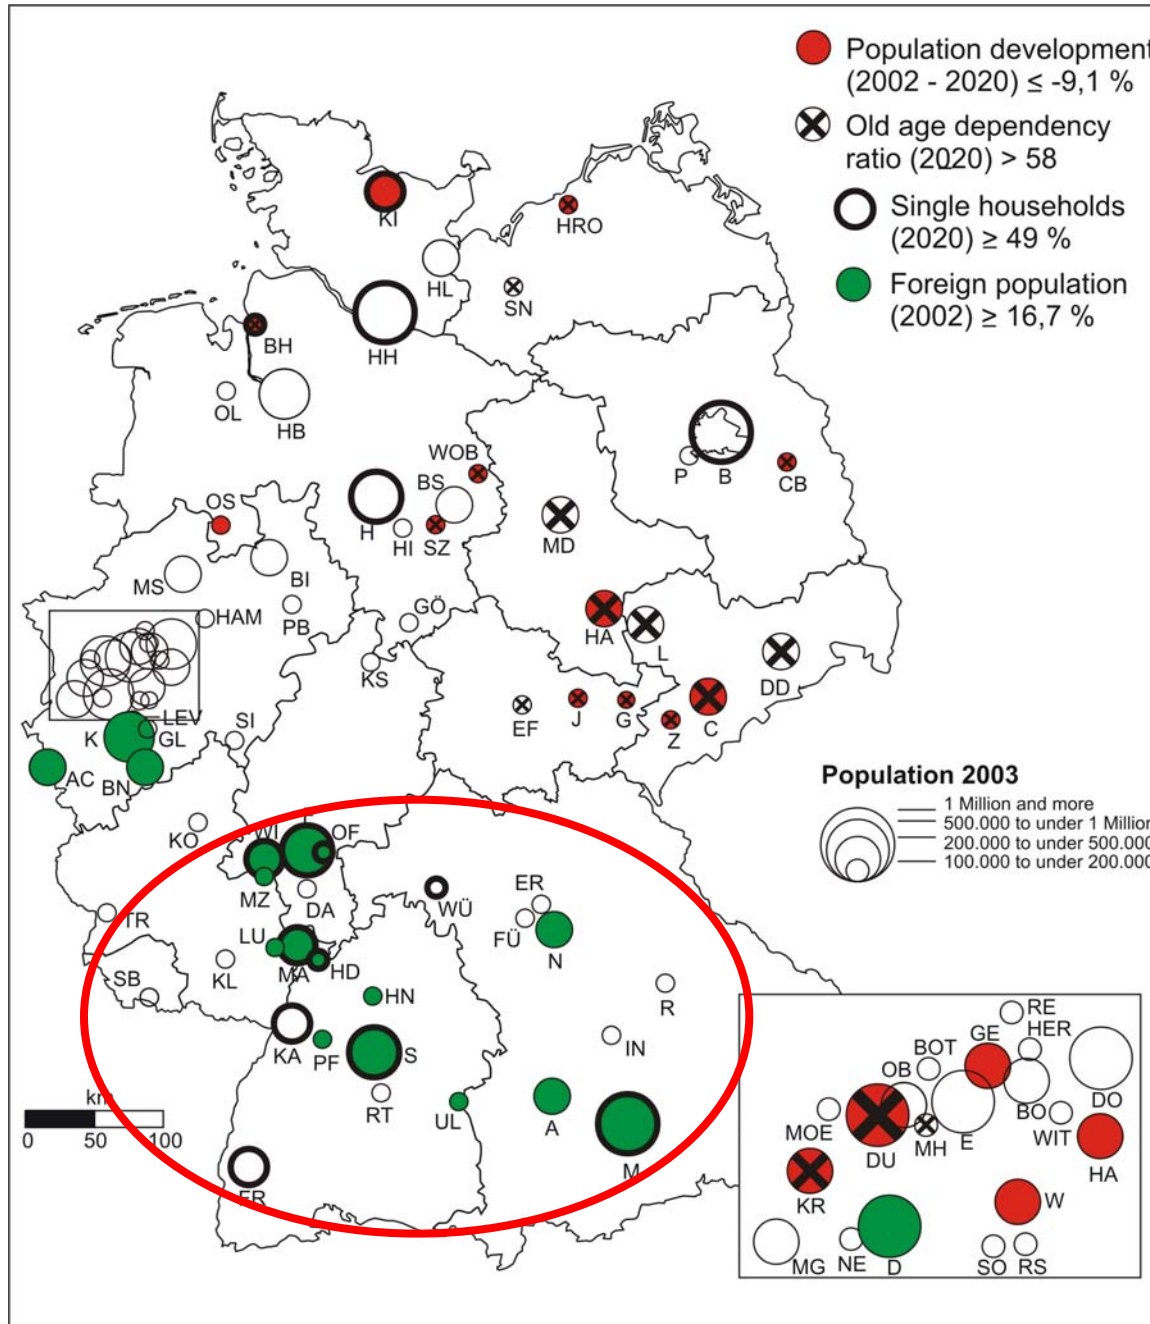 Population development
(2002 - 2020) ≤ -9,1 %
Old age dependency
ratio (2020) > 58
Single households
(2020) ≥ 49 %
Foreign population
(2002) ≥ 16,7 %
KI
HRO
HL
SN
BH
HH
OL
HB
WOB
BS
P
B
CB
OS
H
HI
SZ
MD
MS
BI
PB
HAM
GÖ
HA
L
KS
DD
EF
J
G
Z
C
LEV
K
GL
SI
AC
BN
Population 2003
1 Million and more
500.000 to under 1 Million
200.000 to under 500.000
100.000 to under 200.000
KO
WI
OF
MZ
DA
WÜ
ER
TR
FÜ
N
LU
MA
HD
KL
SB
R
HN
KA
PF
S
IN
RT
UL
A
M
FR
km
0 50 100
RE
HER
GE
BOT
OB
DO
BO
WIT
MOE
E
MH
DU
HA
KR
W
MG
NE
D
SO
RS